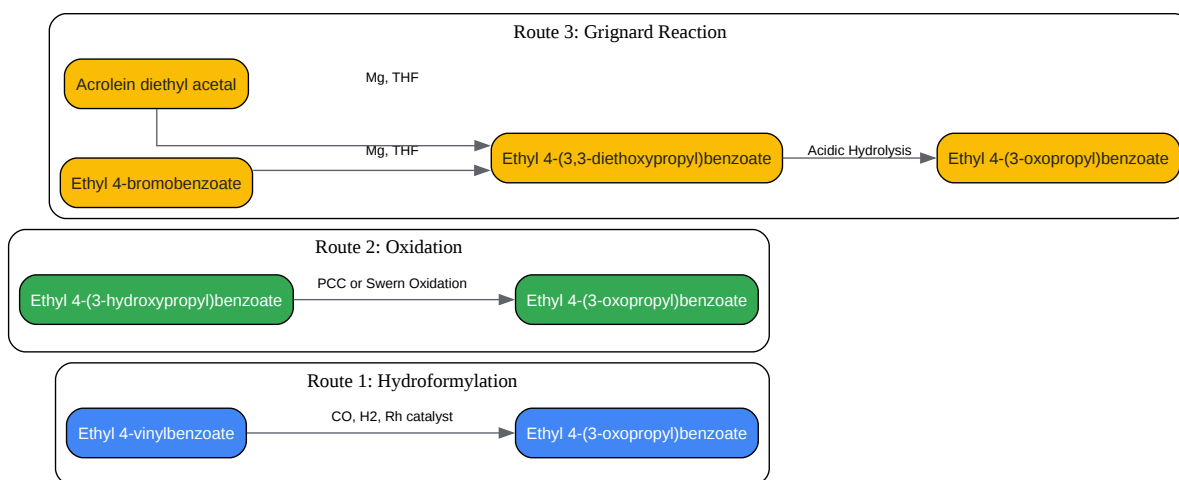 Route 3: Grignard Reaction
Acrolein diethyl acetal
Mg, THF
Mg, THF
Ethyl 4-bromobenzoate
Ethyl 4-(3,3-diethoxypropyl)benzoate
Acidic Hydrolysis
Ethyl 4-(3-oxopropyl)benzoate
Route 2: Oxidation
Ethyl 4-(3-hydroxypropyl)benzoate
PCC or Swern Oxidation
Ethyl 4-(3-oxopropyl)benzoate
Route 1: Hydroformylation
Ethyl 4-vinylbenzoate
CO, H2, Rh catalyst
Ethyl 4-(3-oxopropyl)benzoate